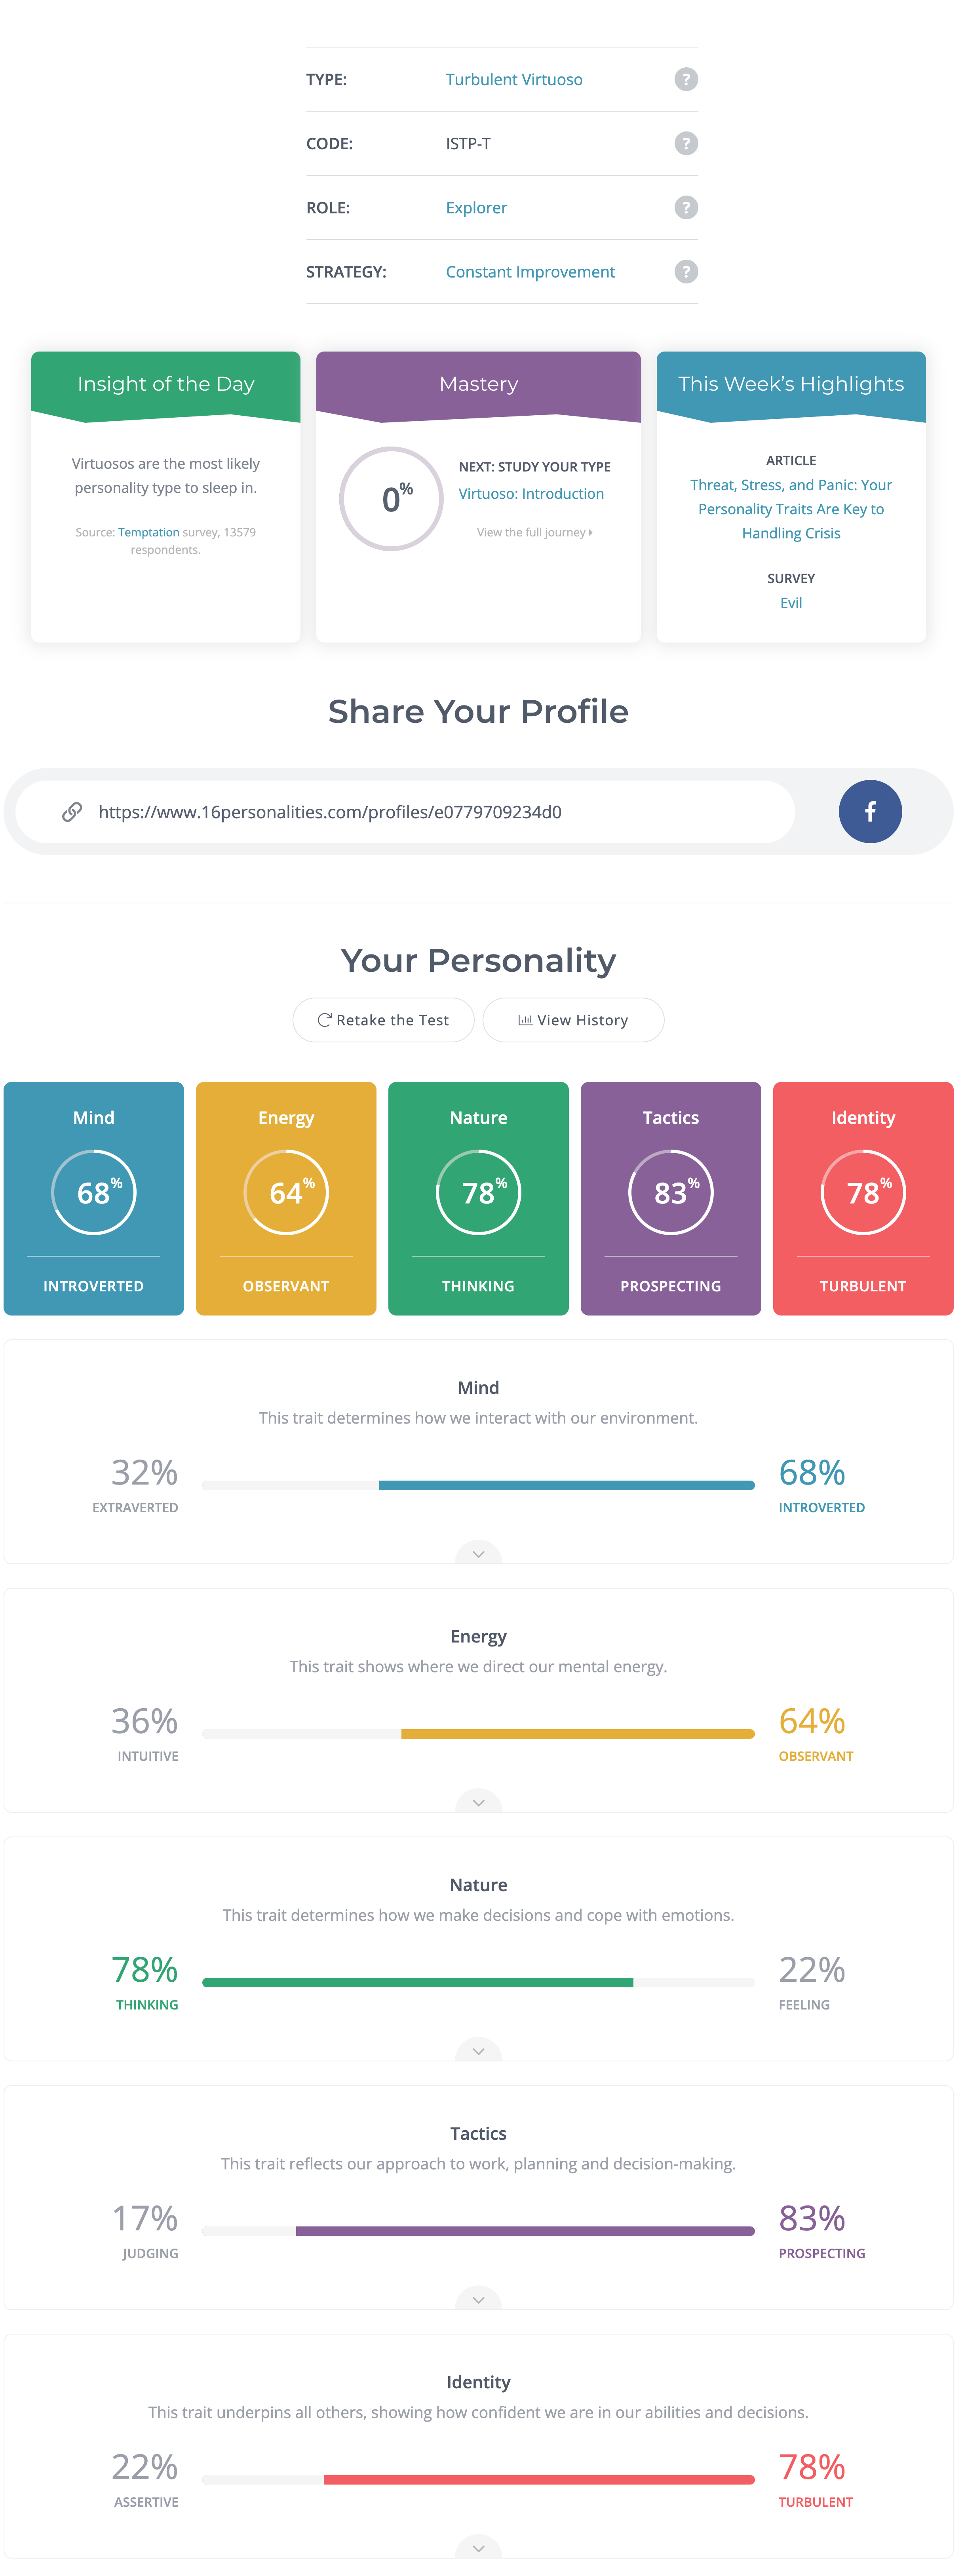 TYPE: Turbulent Virtuoso ?
CODE: ISTP-T ?
ROLE: Explorer ?
STRATEGY: Constant Improvement ?
Insight of the Day
Virtuosos are the most likely
personality type to sleep in.
Source: Temptation survey, 13579
respondents.
Mastery
0%
NEXT: STUDY YOUR TYPE
Virtuoso: Introduction
View the full journey
This Week's Highlights
ARTICLE
Threat, Stress, and Panic: Your
Personality Traits Are Key to
Handling Crisis
SURVEY
Evil
Share Your Profile
https://www.16personalities.com/profiles/e0779709234d0
f
Your Personality
Retake the Test
View History
Mind
68%
INTROVERTED
Energy
64%
OBSERVANT
Nature
78%
THINKING
Tactics
83%
PROSPECTING
Identity
78%
TURBULENT
Mind
This trait determines how we interact with our environment.
32%
EXTRAVERTED
68%
INTROVERTED
Energy
This trait shows where we direct our mental energy.
36%
INTUITIVE
64%
OBSERVANT
Nature
This trait determines how we make decisions and cope with emotions.
78%
THINKING
22%
FEELING
Tactics
This trait reflects our approach to work, planning and decision-making.
17%
JUDGING
83%
PROSPECTING
Identity
This trait underpins all others, showing how confident we are in our abilities and decisions.
22%
ASSERTIVE
78%
TURBULENT